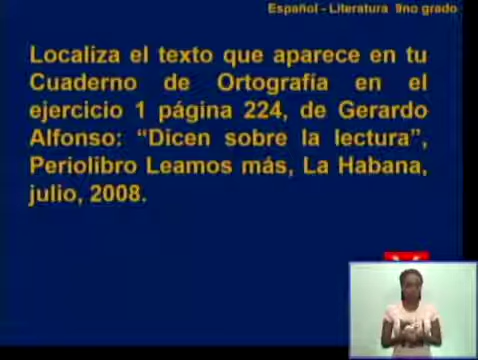 Español - Literatura 9no grado
Localiza el texto que aparece en tu
Cuaderno de Ortografía en el
ejercicio 1 página 224, de Gerardo
Alfonso: “Dicen sobre la lectura”,
Periolibro Leamos más, La Habana,
julio, 2008.